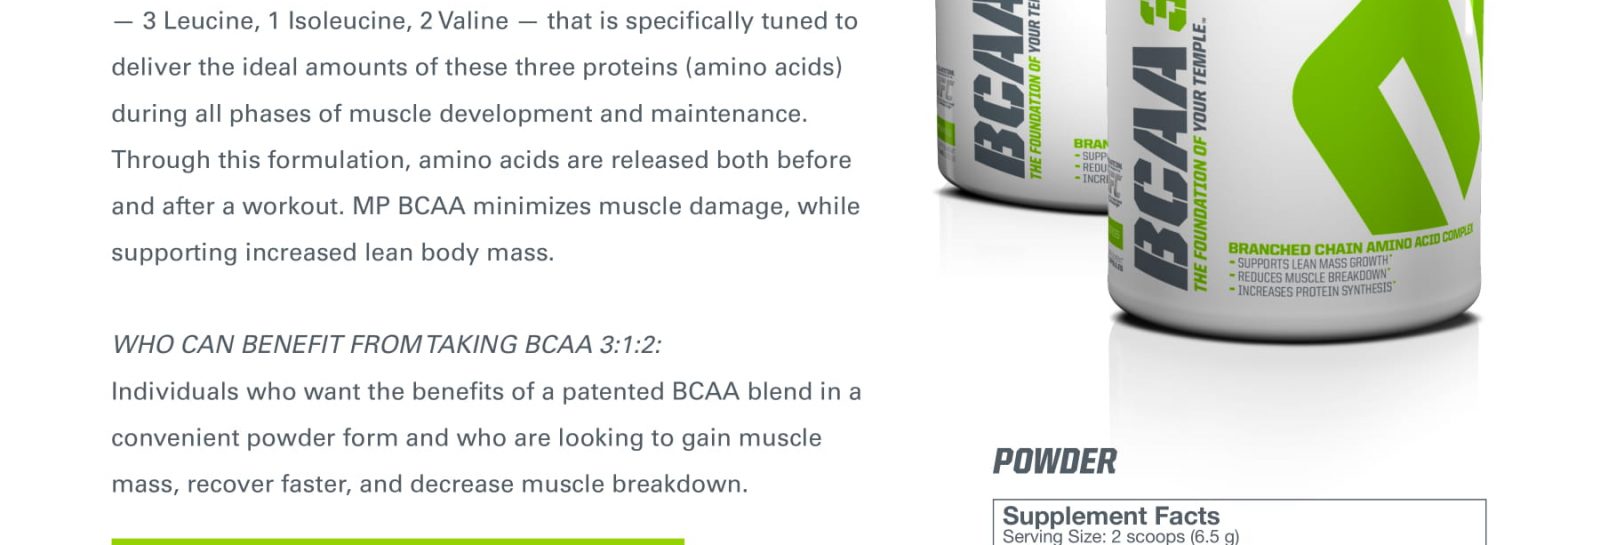 — 3 Leucine, 1 Isoleucine, 2 Valine — that is specifically tuned to
deliver the ideal amounts of these three proteins (amino acids)
during all phases of muscle development and maintenance.
Through this formulation, amino acids are released both before
and after a workout. MP BCAA minimizes muscle damage, while
supporting increased lean body mass.
WHO CAN BENEFIT FROM TAKING BCAA 3:1:2:
Individuals who want the benefits of a patented BCAA blend in a
convenient powder form and who are looking to gain muscle
mass, recover faster, and decrease muscle breakdown.
BCAA
THE FOUNDATION OF YOUR TE
BRAN
- SUPP
- REDU
- INCR
BCAA 3
THE FOUNDATION OF YOUR TEMPLE.™
BRANCHED CHAIN AMINO ACID COMPLEX
- SUPPORTS LEAN MASS GROWTH*
- REDUCES MUSCLE BREAKDOWN*
- INCREASES PROTEIN SYNTHESIS*
POWDER
Supplement Facts
Serving Size: 2 scoops (6.5 g)